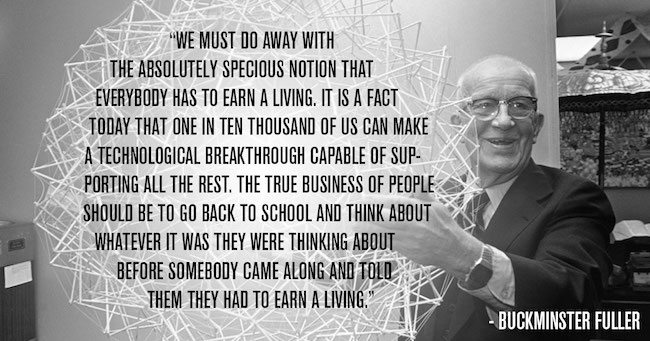 “WE MUST DO AWAY WITH
THE ABSOLUTELY SPECIOUS NOTION THAT
EVERYBODY HAS TO EARN A LIVING. IT IS A FACT
TODAY THAT ONE IN TEN THOUSAND OF US CAN MAKE
A TECHNOLOGICAL BREAKTHROUGH CAPABLE OF SUP-
PORTING ALL THE REST. THE TRUE BUSINESS OF PEOPLE
SHOULD BE TO GO BACK TO SCHOOL AND THINK ABOUT
WHATEVER IT WAS THEY WERE THINKING ABOUT
BEFORE SOMEBODY CAME ALONG AND TOLD
THEM THEY HAD TO EARN A LIVING.”
- BUCKMINSTER FULLER